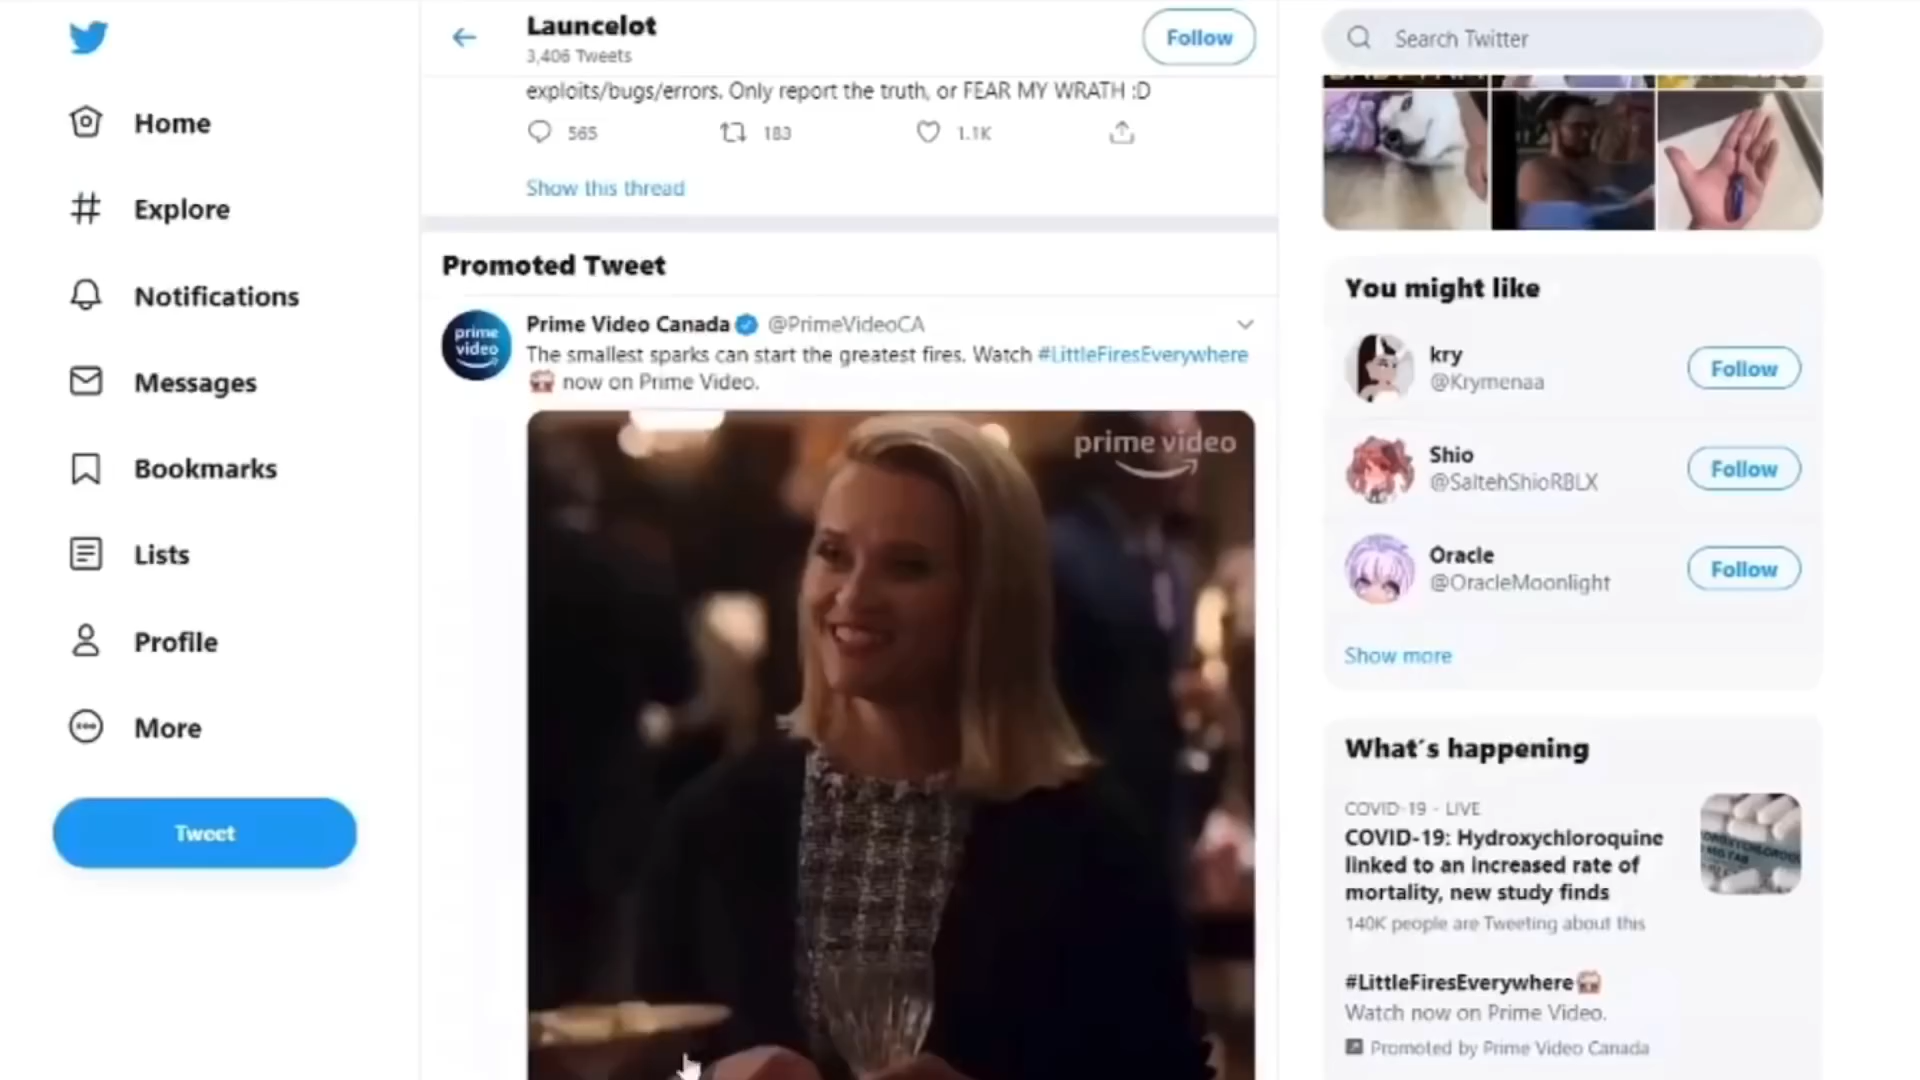 Home
Explore
Notifications
Messages
Bookmarks
Lists
Profile
More
Tweet
Launcelot
3,406 Tweets
Follow
exploits/bugs/errors. Only report the truth, or FEAR MY WRATH :D
565
183
1.1K
Show this thread
Promoted Tweet
prime
video
Prime Video Canada @PrimeVideoCA
The smallest sparks can start the greatest fires. Watch #LittleFiresEverywhere
now on Prime Video.
prime video
Search Twitter
You might like
kry
@Krymenaa
Follow
Shio
@SaltehShioRBLX
Follow
Oracle
@OracleMoonlight
Follow
Show more
What's happening
COVID-19 - LIVE
COVID-19: Hydroxychloroquine
linked to an increased rate of
mortality, new study finds
140K people are Tweeting about this
#LittleFiresEverywhere
Watch now on Prime Video.
Promoted by Prime Video Canada